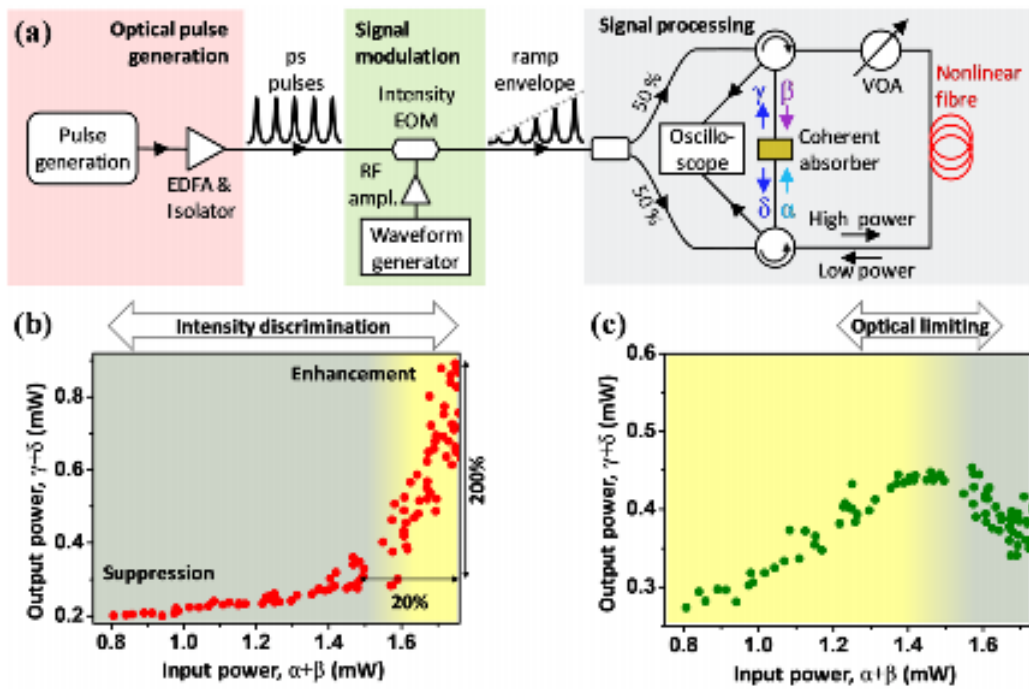 (a)
Optical pulse
generation
Signal
modulation
Signal processing
ps
pulses
ramp
envelope
Intensity
EOM
Pulse
generation
EDFA &
Isolator
RF
ampl.
Waveform
generator
50 %
50 %
Oscillo-
scope
γ
β
δ
α
Coherent
absorber
VOA
Nonlinear
fibre
High power
Low power
(b)
Intensity discrimination
Enhancement
Suppression
200%
20%
Output power, γ+δ (mW)
0.8
0.6
0.4
0.2
0.8
1.0
1.2
1.4
1.6
Input power, α+β (mW)
(c)
Optical limiting
Output power, γ+δ (mW)
0.6
0.5
0.4
0.3
0.8
1.0
1.2
1.4
1.6
Input power, α+β (mW)